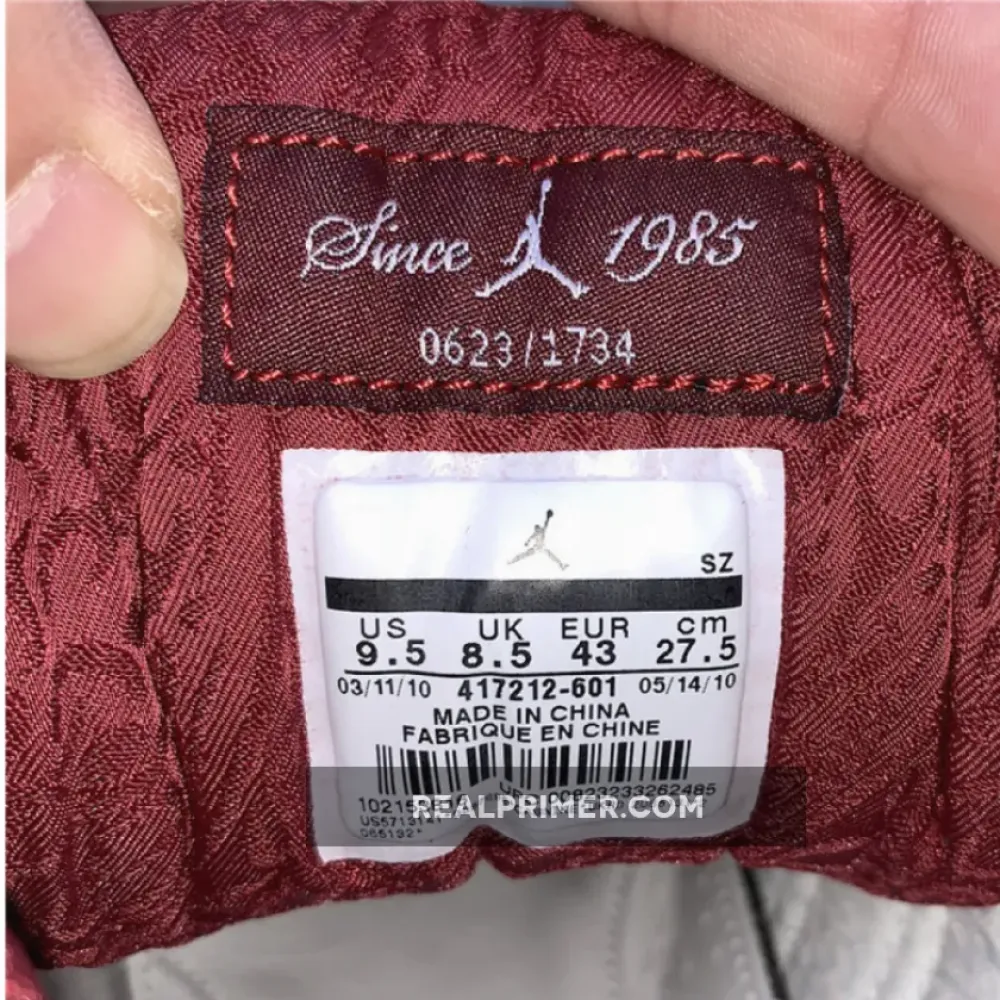 Since 1985
0623/1734
SZ
US UK EUR cm
9.5 8.5 43 27.5
03/11/10 417212-601 05/14/10
MADE IN CHINA
FABRIQUE EN CHINE
REALPRIMER.COM